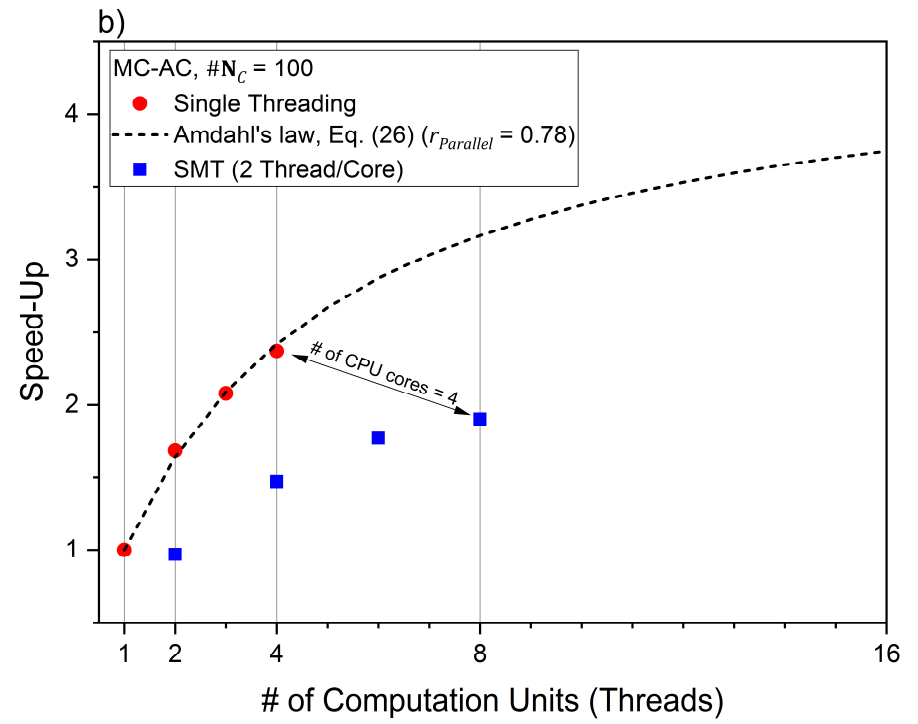 b)
MC-AC, #N_C = 100
Single Threading
Amdahl's law, Eq. (26) (r_Parallel = 0.78)
SMT (2 Thread/Core)
4
3
2
1
Speed-Up
# of CPU cores = 4
1 2 4 8 16
# of Computation Units (Threads)